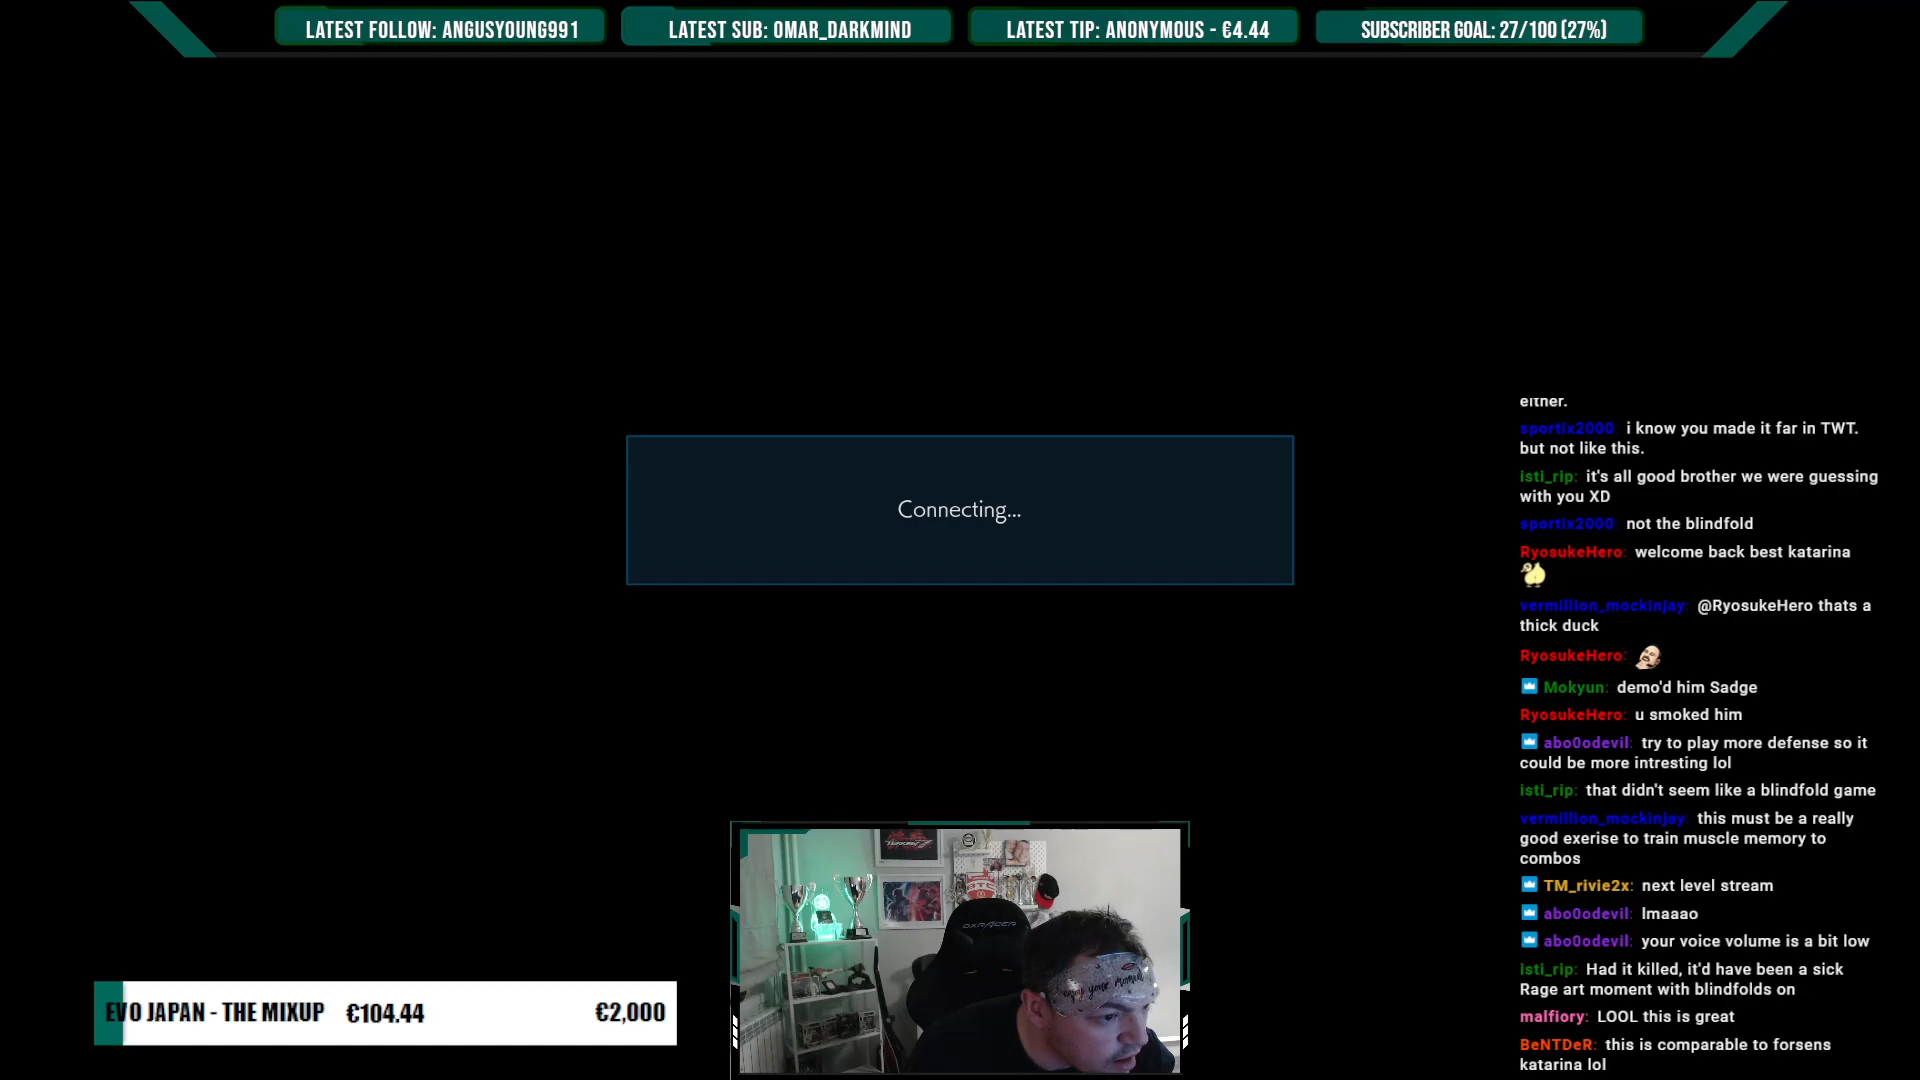 LATEST FOLLOW: ANGUSYOUNG991
LATEST SUB: OMAR_DARKMIND
LATEST TIP: ANONYMOUS - €4.44
SUBSCRIBER GOAL: 27/100 (27%)
Connecting...
either.
sportix2000: i know you made it far in TWT.
but not like this.
isti_rip: it's all good brother we were guessing
with you XD
sportix2000: not the blindfold
RyosukeHero: welcome back best katarina
vermillion_mockinjay: @RyosukeHero thats a
thick duck
RyosukeHero:
Mokyun: demo'd him Sadge
RyosukeHero: u smoked him
abo0odevil: try to play more defense so it
could be more intresting lol
isti_rip: that didn't seem like a blindfold game
vermillion_mockinjay: this must be a really
good exerise to train muscle memory to
combos
TM_rivie2x: next level stream
abo0odevil: lmaaao
abo0odevil: your voice volume is a bit low
isti_rip: Had it killed, it'd have been a sick
Rage art moment with blindfolds on
malfiory: LOOL this is great
BeNTDeR: this is comparable to forsens
katarina lol
EVO JAPAN - THE MIXUP €104.44 €2,000
DXRACER
enjoy your moment